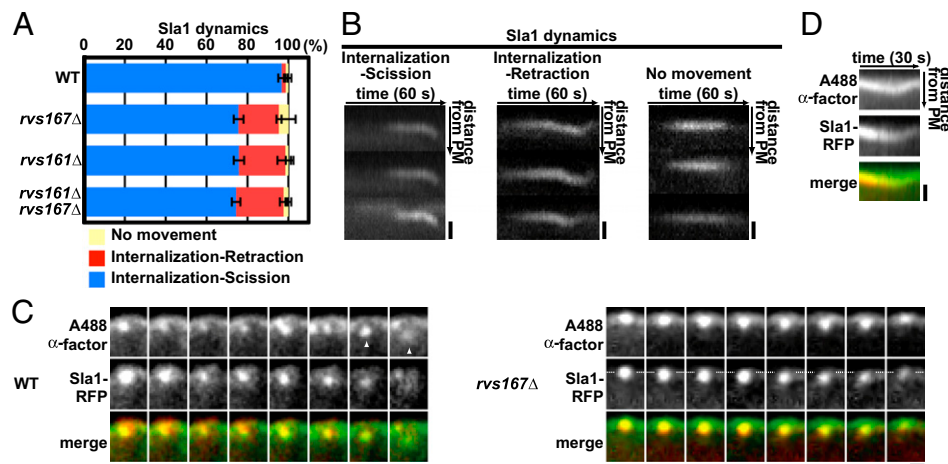 A
Sla1 dynamics
0 20 40 60 80 100 (%)
WT
rvs167Δ
rvs161Δ
rvs161Δ
rvs167Δ
No movement
Internalization-Retraction
Internalization-Scission
B
Sla1 dynamics
Internalization
-Scission
time (60 s)
distance
from PM
Internalization
-Retraction
time (60 s)
distance
from PM
No movement
time (60 s)
distance
from PM
D
time (30 s)
distance
from PM
A488
α-factor
Sla1-
RFP
merge
C
WT
A488
α-factor
Sla1-
RFP
merge
rvs167Δ
A488
α-factor
Sla1-
RFP
merge